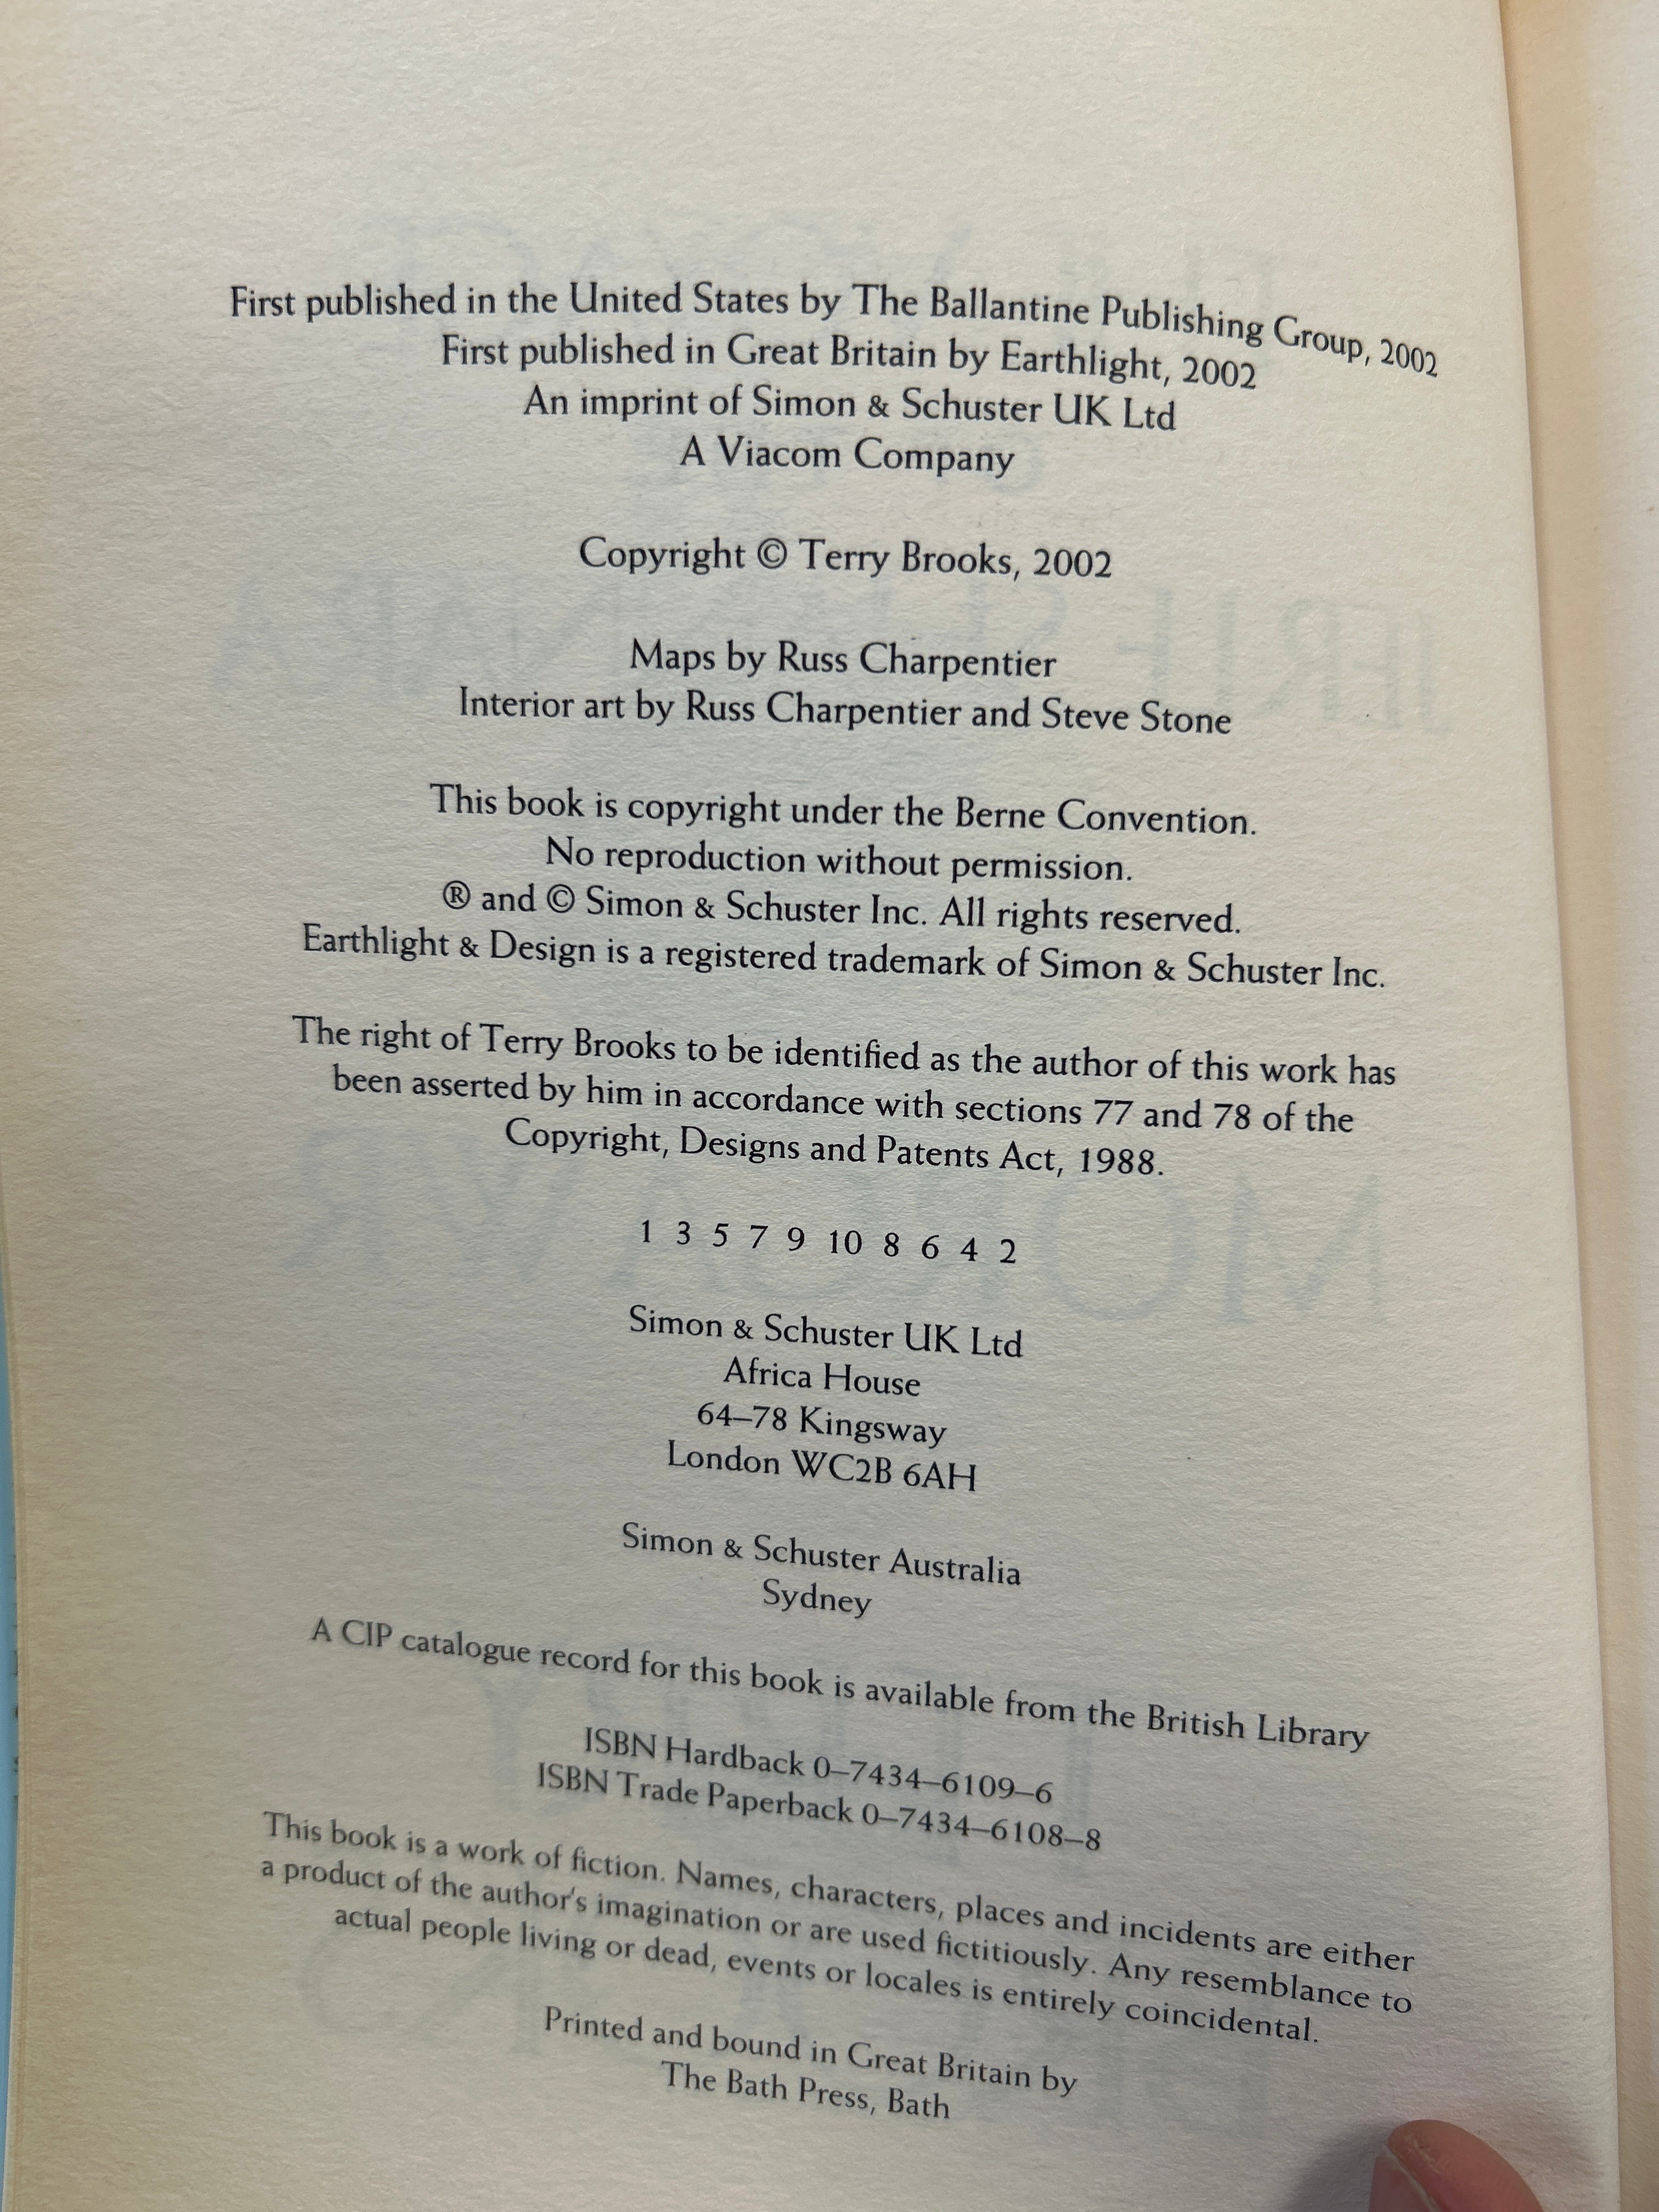 First published in the United States by The Ballantine Publishing Group, 2002
First published in Great Britain by Earthlight, 2002
An imprint of Simon & Schuster UK Ltd
A Viacom Company
Copyright © Terry Brooks, 2002
Maps by Russ Charpentier
Interior art by Russ Charpentier and Steve Stone
This book is copyright under the Berne Convention.
No reproduction without permission.
® and © Simon & Schuster Inc. All rights reserved.
Earthlight & Design is a registered trademark of Simon & Schuster Inc.
The right of Terry Brooks to be identified as the author of this work has
been asserted by him in accordance with sections 77 and 78 of the
Copyright, Designs and Patents Act, 1988.
1 3 5 7 9 10 8 6 4 2
Simon & Schuster UK Ltd
Africa House
64–78 Kingsway
London WC2B 6AH
Simon & Schuster Australia
Sydney
A CIP catalogue record for this book is available from the British Library
ISBN Hardback 0–7434–6109–6
ISBN Trade Paperback 0–7434–6108–8
This book is a work of fiction. Names, characters, places and incidents are either
a product of the author's imagination or are used fictitiously. Any resemblance to
actual people living or dead, events or locales is entirely coincidental.
Printed and bound in Great Britain by
The Bath Press, Bath